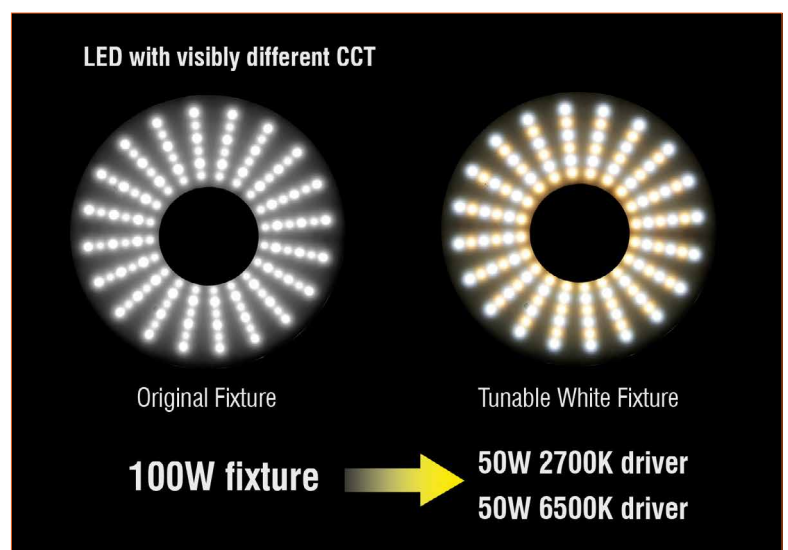 LED with visibly different CCT
Original Fixture
Tunable White Fixture
100W fixture
50W 2700K driver
50W 6500K driver